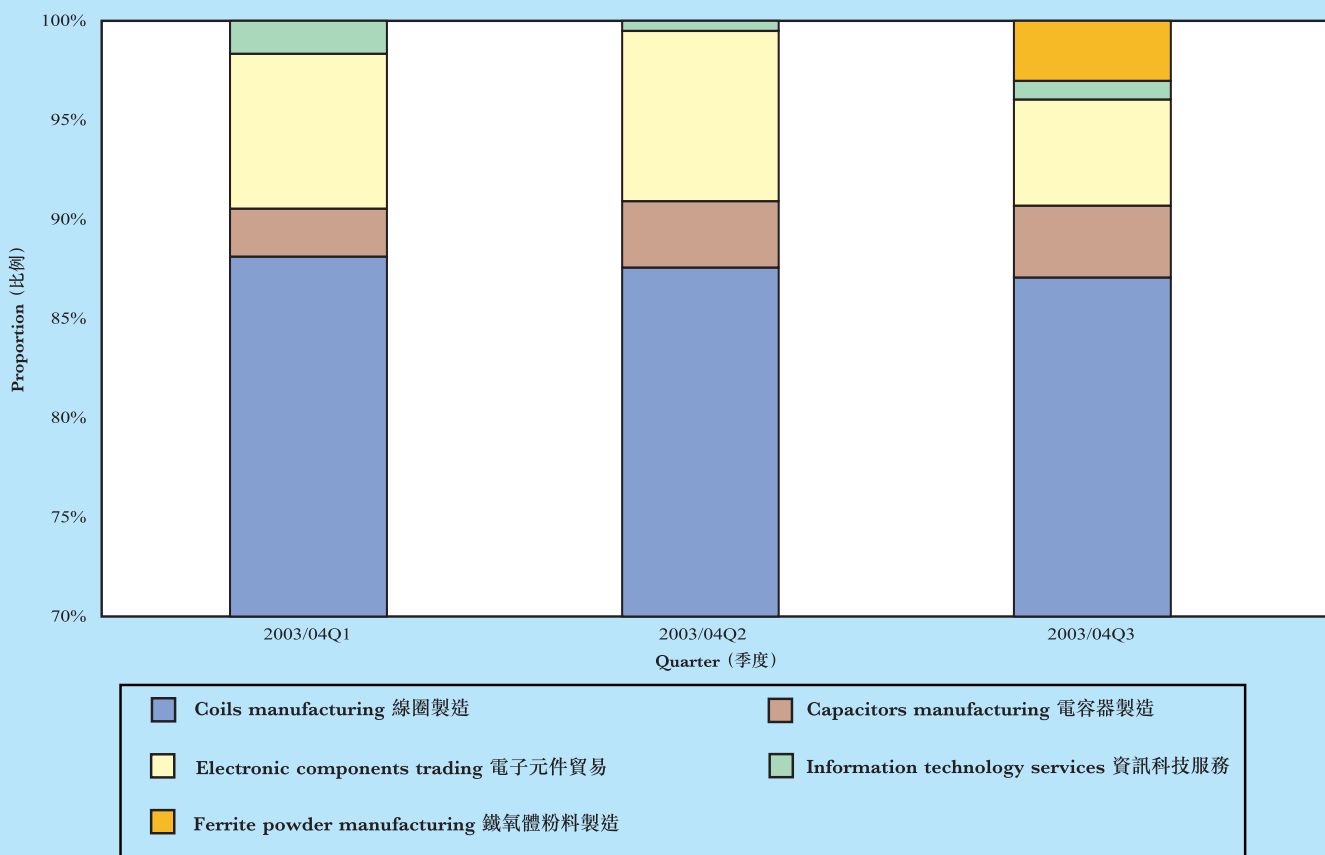 100%
95%
90%
85%
80%
75%
70%
Proportion (比例)
2003/04Q1
2003/04Q2
2003/04Q3
Quarter (季度)
Coils manufacturing 線圈製造
Capacitors manufacturing 電容器製造
Electronic components trading 電子元件貿易
Information technology services 資訊科技服務
Ferrite powder manufacturing 鐵氧體粉料製造